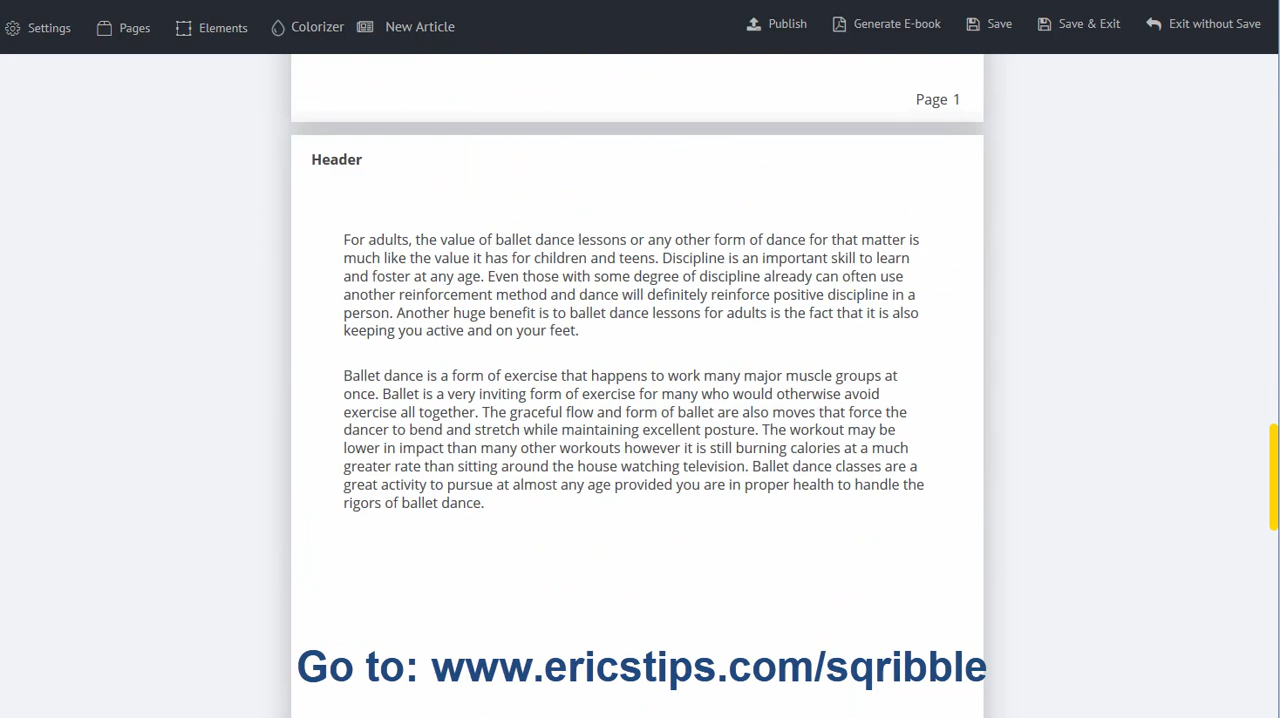 Settings Pages Elements Colorizer New Article Publish Generate E-book Save Save & Exit Exit without Save
Page 1
Header
For adults, the value of ballet dance lessons or any other form of dance for that matter is
much like the value it has for children and teens. Discipline is an important skill to learn
and foster at any age. Even those with some degree of discipline already can often use
another reinforcement method and dance will definitely reinforce positive discipline in a
person. Another huge benefit is to ballet dance lessons for adults is the fact that it is also
keeping you active and on your feet.
Ballet dance is a form of exercise that happens to work many major muscle groups at
once. Ballet is a very inviting form of exercise for many who would otherwise avoid
exercise all together. The graceful flow and form of ballet are also moves that force the
dancer to bend and stretch while maintaining excellent posture. The workout may be
lower in impact than many other workouts however it is still burning calories at a much
greater rate than sitting around the house watching television. Ballet dance classes are a
great activity to pursue at almost any age provided you are in proper health to handle the
rigors of ballet dance.
Go to: www.ericstips.com/sqribble